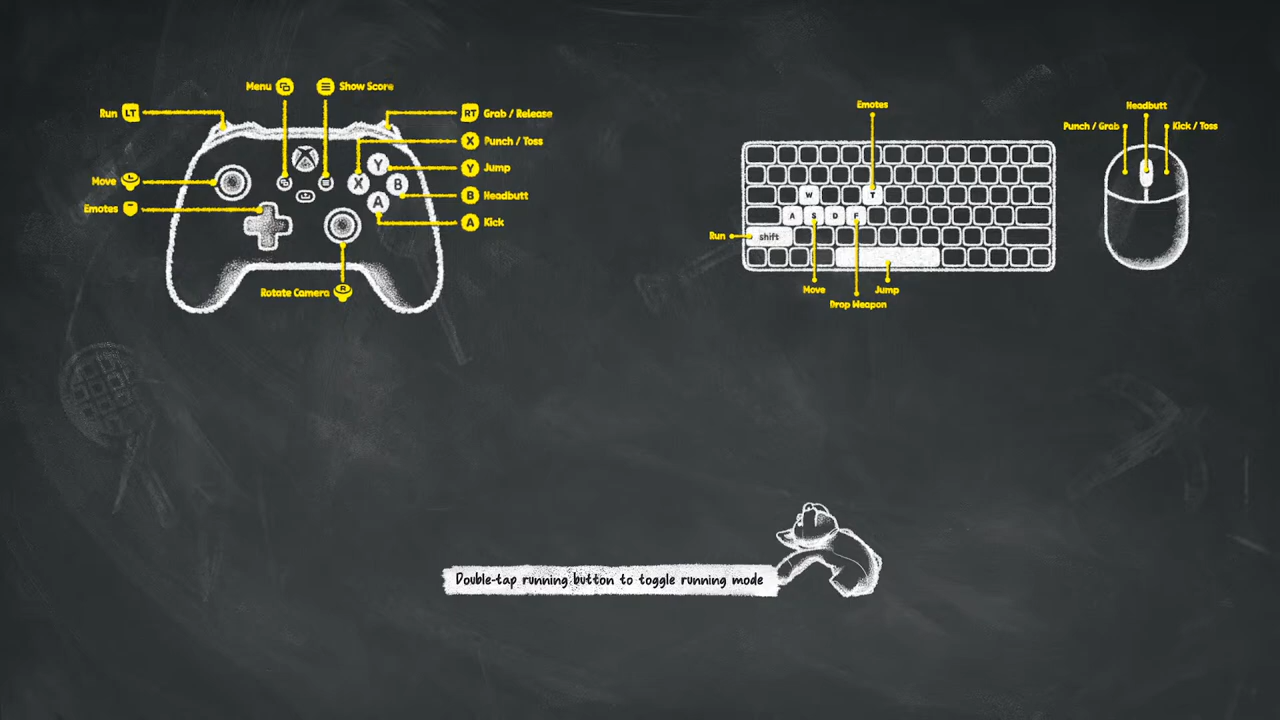 Menu
Show Score
Run LT
RT Grab / Release
X Punch / Toss
Y Jump
B Headbutt
A Kick
Move L
Emotes
Y
X
B
A
Rotate Camera R
Emotes
Headbutt
Punch / Grab
Kick / Toss
W
T
A S D F
Run
shift
Move
Jump
Drop Weapon
Double-tap running button to toggle running mode